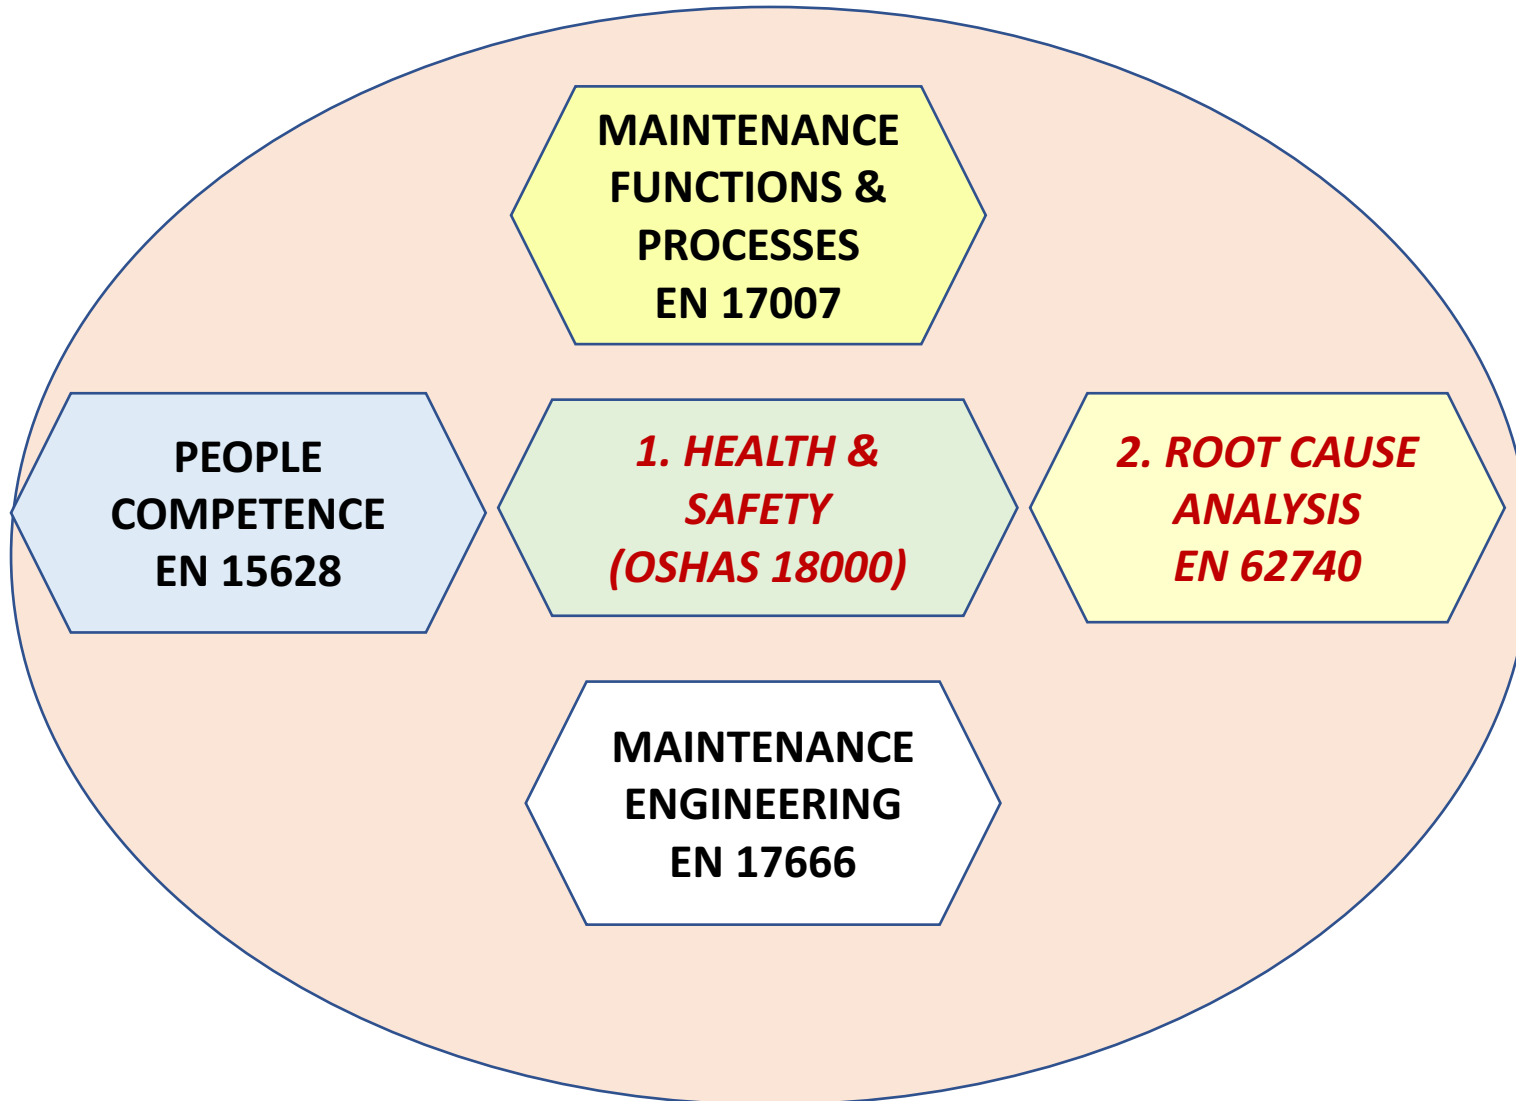 MAINTENANCE
FUNCTIONS &
PROCESSES
EN 17007
PEOPLE
COMPETENCE
EN 15628
1. HEALTH &
SAFETY
(OSHAS 18000)
2. ROOT CAUSE
ANALYSIS
EN 62740
MAINTENANCE
ENGINEERING
EN 17666